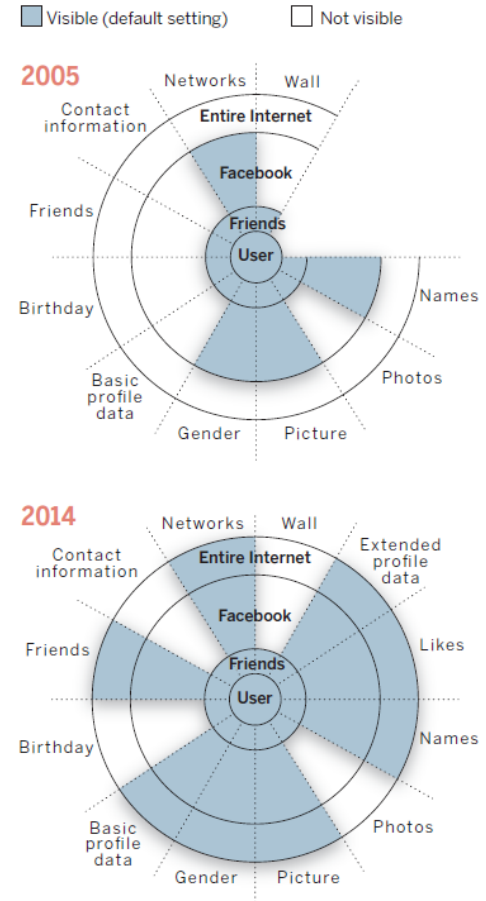 Visible (default setting)
Not visible
2005
Networks
Wall
Contact
information
Entire Internet
Facebook
Friends
Friends
User
Birthday
Names
Basic
profile
data
Photos
Gender
Picture
2014
Networks
Wall
Extended
profile
data
Contact
information
Entire Internet
Facebook
Friends
Likes
Friends
User
Birthday
Names
Basic
profile
data
Photos
Gender
Picture